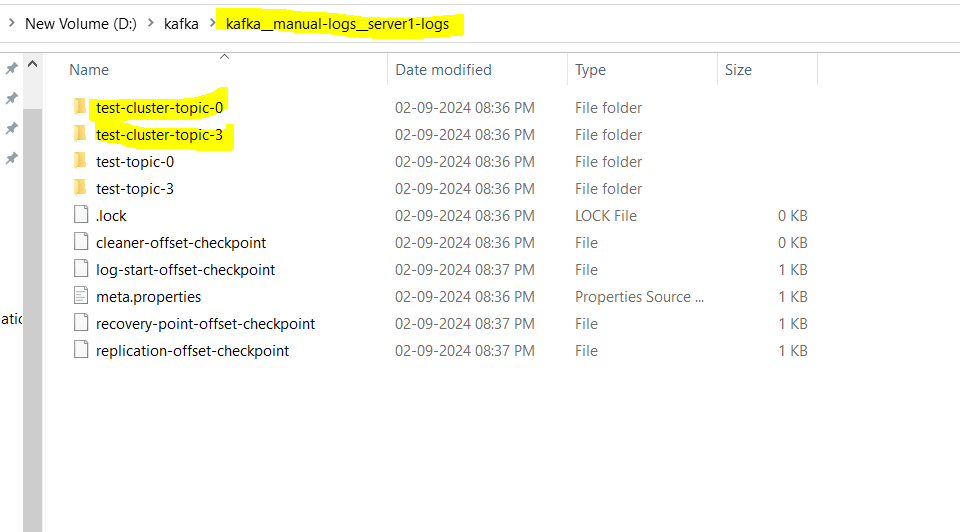 New Volume (D:) > kafka > kafka__manual-logs__server1-logs
Name Date modified Type Size
test-cluster-topic-0 02-09-2024 08:36 PM File folder
test-cluster-topic-3 02-09-2024 08:36 PM File folder
test-topic-0 02-09-2024 08:36 PM File folder
test-topic-3 02-09-2024 08:36 PM File folder
.lock 02-09-2024 08:36 PM LOCK File 0 KB
cleaner-offset-checkpoint 02-09-2024 08:36 PM File 0 KB
log-start-offset-checkpoint 02-09-2024 08:37 PM File 1 KB
meta.properties 02-09-2024 08:36 PM Properties Source ... 1 KB
atic recovery-point-offset-checkpoint 02-09-2024 08:37 PM File 1 KB
replication-offset-checkpoint 02-09-2024 08:37 PM File 1 KB